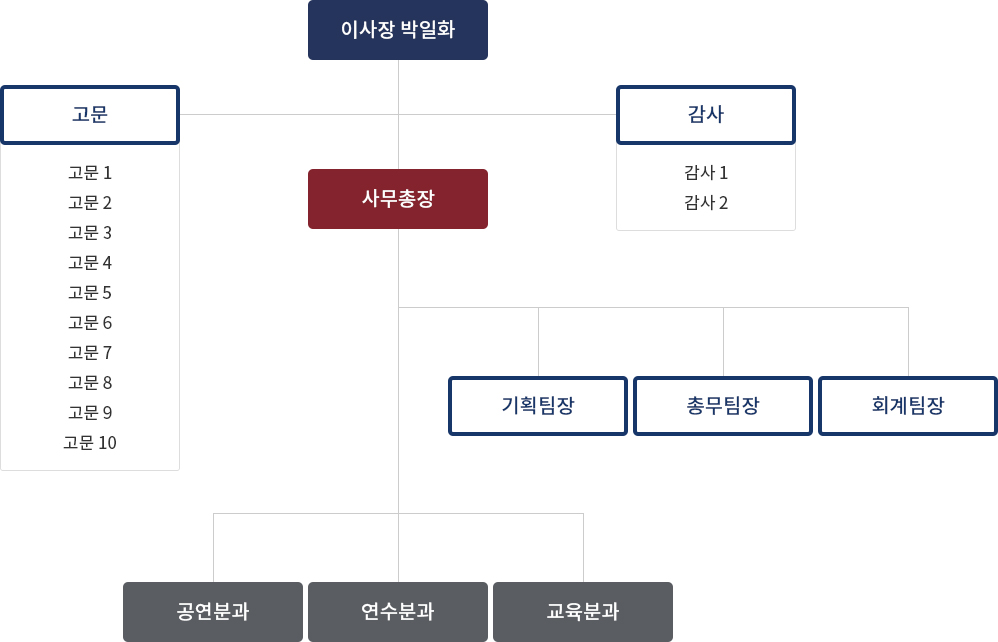 이사장 박일화
고문
고문 1
고문 2
고문 3
고문 4
고문 5
고문 6
고문 7
고문 8
고문 9
고문 10
감사
감사 1
감사 2
사무총장
기획팀장
총무팀장
회계팀장
공연분과
연수분과
교육분과